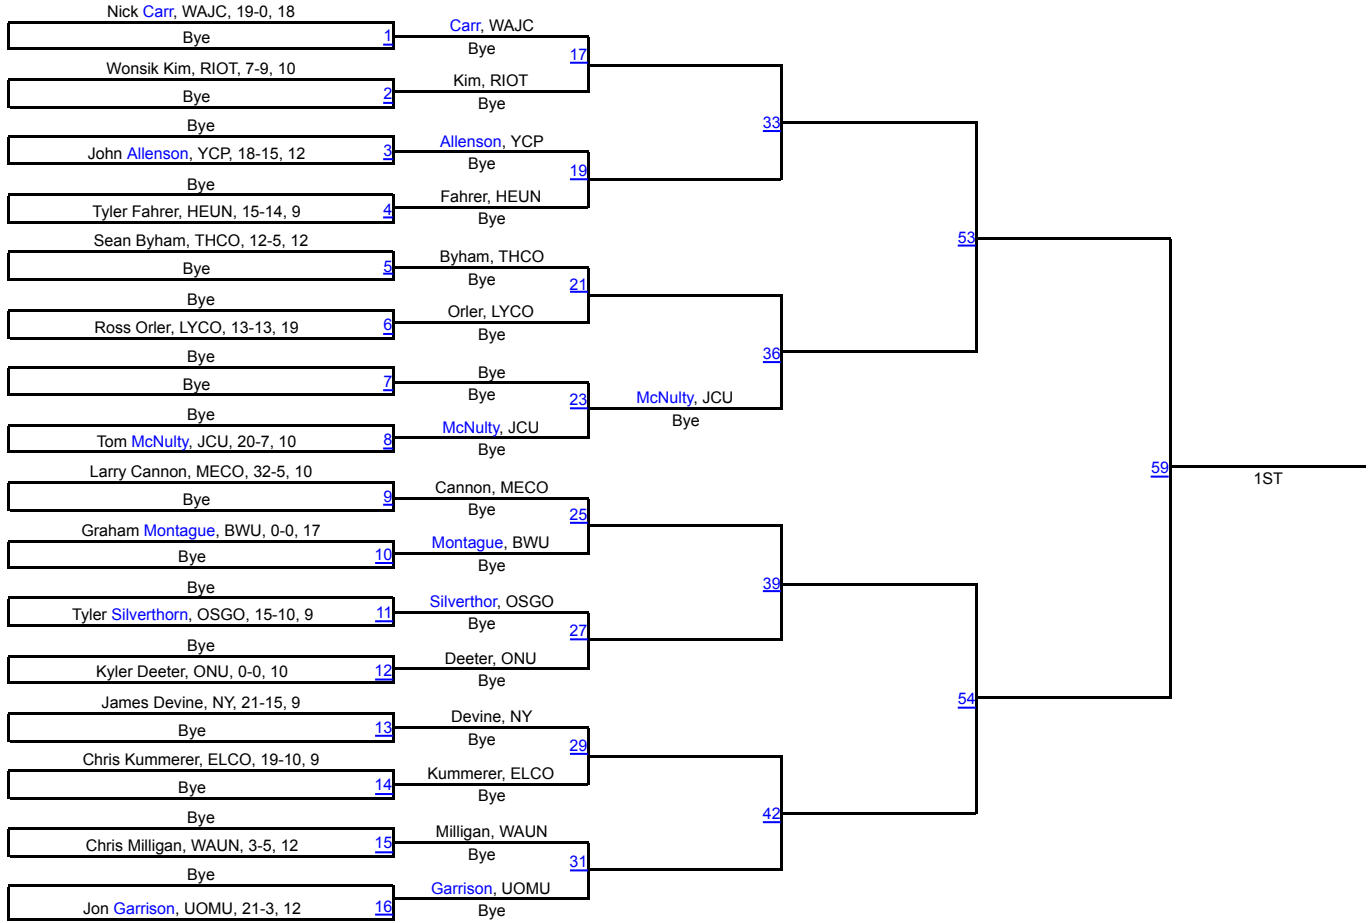 Nick Carr, WAJC, 19-0, 18
Bye
1
Wonsik Kim, RIOT, 7-9, 10
Bye
2
Bye
John Allenson, YCP, 18-15, 12
3
Bye
Tyler Fahrer, HEUN, 15-14, 9
4
Sean Byham, THCO, 12-5, 12
Bye
5
Bye
Ross Orler, LYCO, 13-13, 19
6
Bye
Bye
7
Bye
Tom McNulty, JCU, 20-7, 10
8
Larry Cannon, MECO, 32-5, 10
Bye
9
Graham Montague, BWU, 0-0, 17
Bye
10
Bye
Tyler Silverthorn, OSGO, 15-10, 9
11
Bye
Kyler Deeter, ONU, 0-0, 10
12
James Devine, NY, 21-15, 9
Bye
13
Chris Kummerer, ELCO, 19-10, 9
Bye
14
Bye
Chris Milligan, WAUN, 3-5, 12
15
Bye
Jon Garrison, UOMU, 21-3, 12
16
Carr, WAJC
Bye
17
Kim, RIOT
Bye
Allenson, YCP
Bye
19
Fahrer, HEUN
Bye
Byham, THCO
Bye
21
Orler, LYCO
Bye
Bye
Bye
23
McNulty, JCU
Bye
Cannon, MECO
Bye
25
Montague, BWU
Bye
Silverthor, OSGO
Bye
27
Deeter, ONU
Bye
Devine, NY
Bye
29
Kummerer, ELCO
Bye
Milligan, WAUN
Bye
31
Garrison, UOMU
Bye
33
36
McNulty, JCU
Bye
39
42
53
54
59
1ST